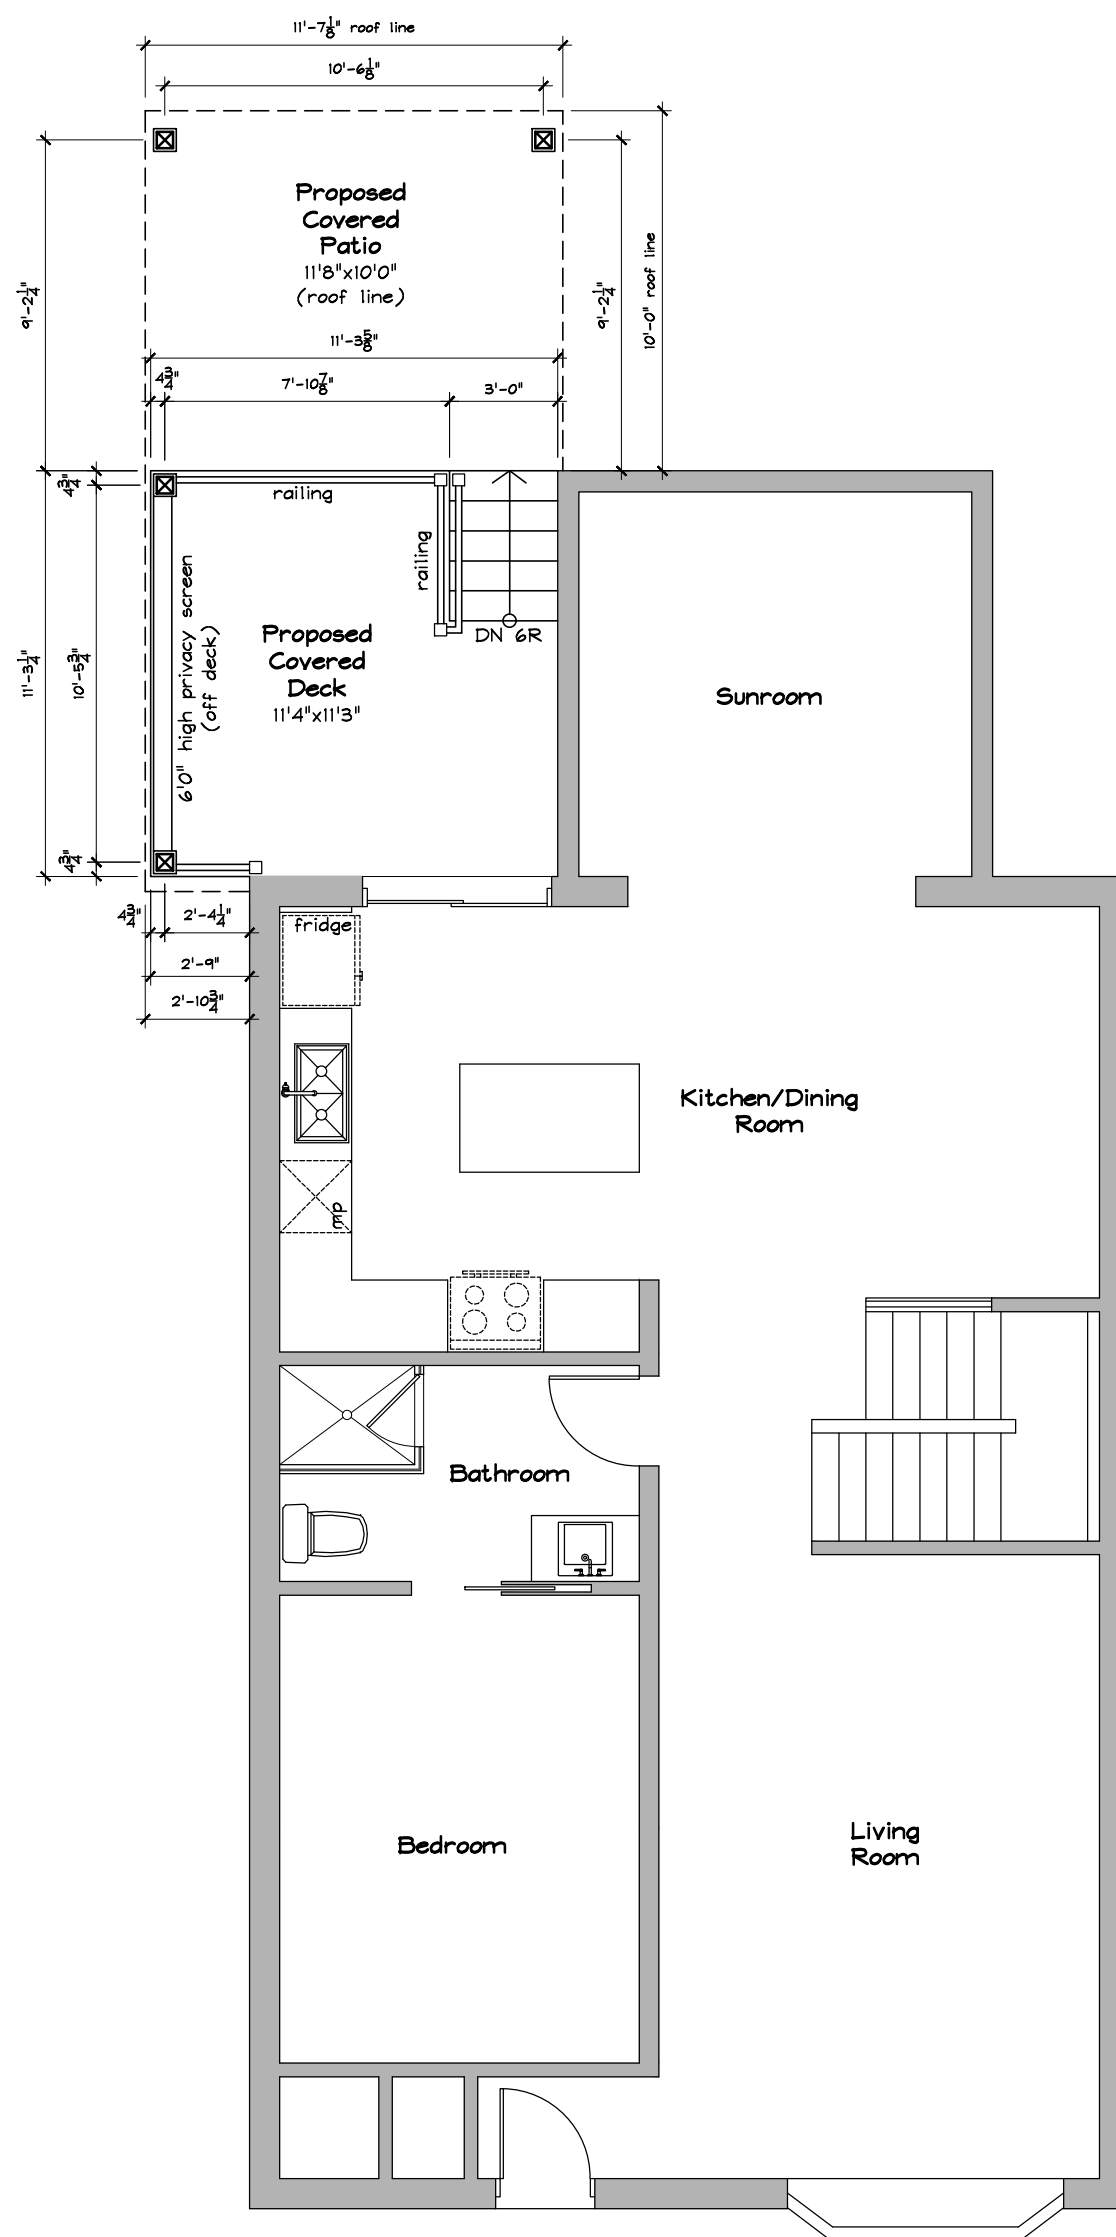 11'-7 1/8" roof line
10'-6 1/8"
Proposed
Covered
Patio
11'8"x10'0"
(roof line)
9'-2 1/4"
9'-2 1/4"
10'-0" roof line
11'-3 5/8"
4 3/4"
7'-10 7/8"
3'-0"
4 3/4"
railing
railing
DN 6R
6'0" high privacy screen
(off deck)
Proposed
Covered
Deck
11'4"x11'3"
11'-3 1/4"
10'-5 3/4"
4 3/4"
Sunroom
4 3/4"
2'-4 1/4"
2'-9"
2'-10 3/4"
fridge
Kitchen/Dining
Room
dw
Bathroom
Bedroom
Living
Room